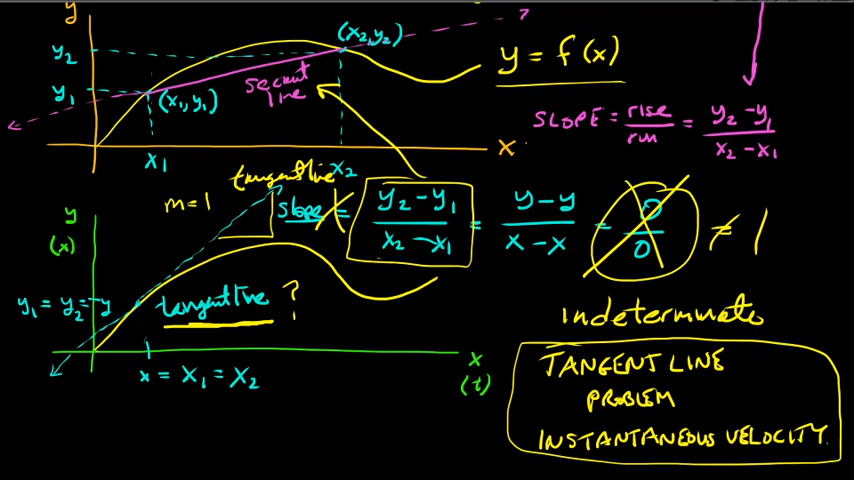 y
(x₂,y₂)
y₂
y = f(x)
y₁
secant
line
(x₁,y₁)
SLOPE = rise/run = y₂-y₁/x₂-x₁
x
x₁
x₂
tangent line
m=1
slope = y₂-y₁/x₂-x₁ = y-y/x-x = 0/0 ≠ 1
y
(x)
y₁ = y₂ = y
tangent line ?
indeterminate
x = x₁ = x₂
x
(t)
TANGENT LINE
PROBLEM
INSTANTANEOUS VELOCITY.